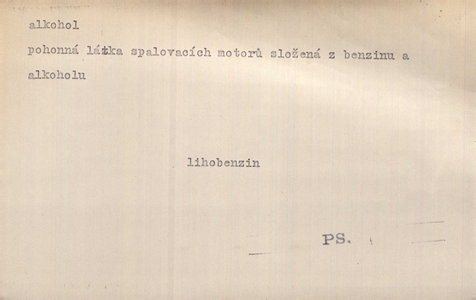 alkohol
pohonná látka spalovacích motorů složená z benzinu a
alkoholu
lihobenzin
PS.